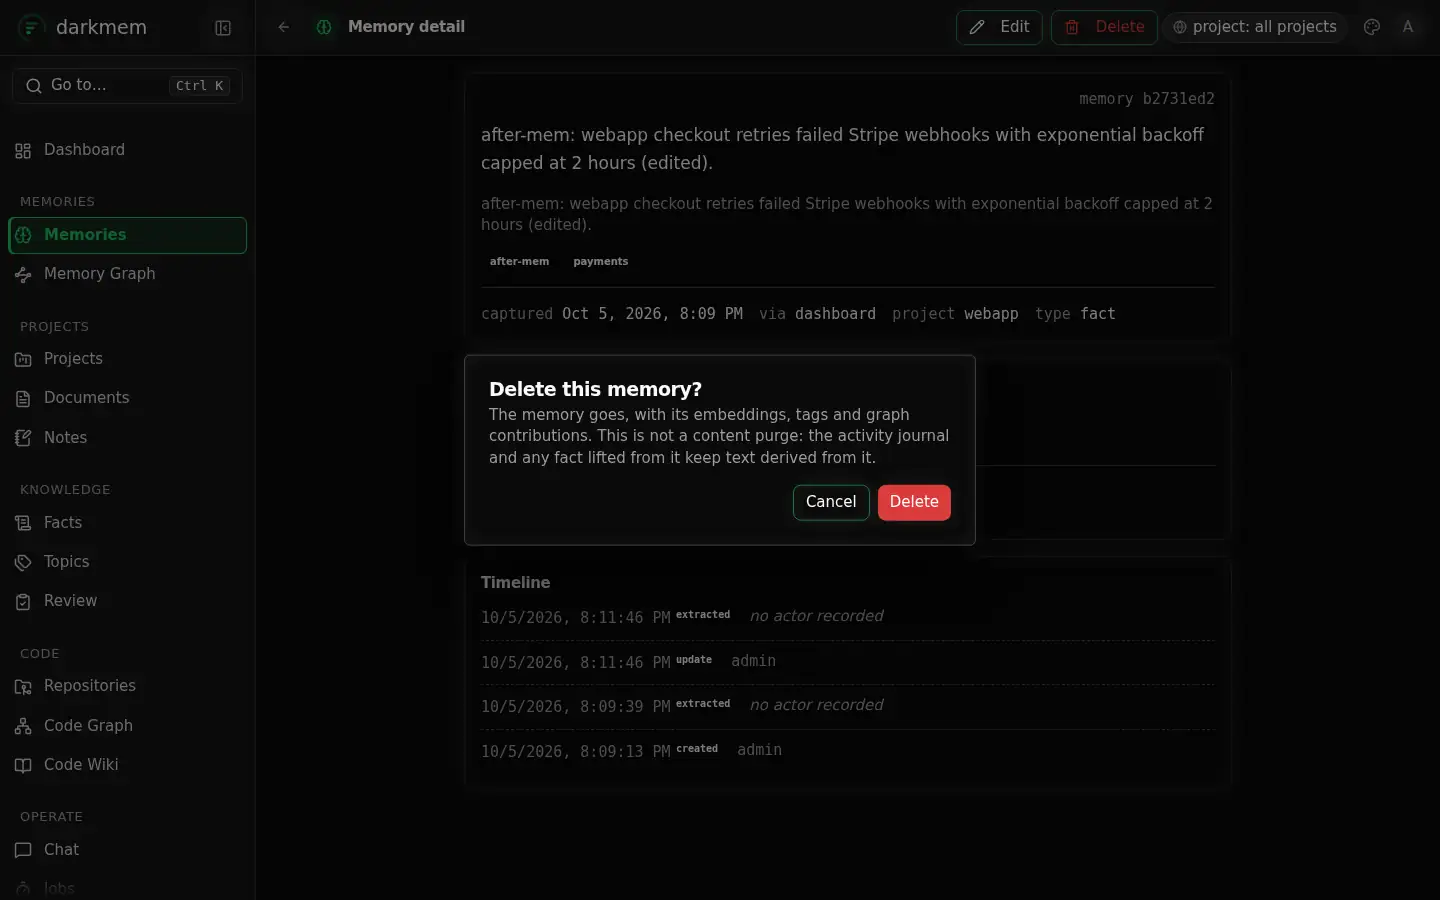 darkmem
Memory detail
Edit
Delete
project: all projects
A
Go to...
Ctrl K
Dashboard
MEMORIES
Memories
Memory Graph
PROJECTS
Projects
Documents
Notes
KNOWLEDGE
Facts
Topics
Review
CODE
Repositories
Code Graph
Code Wiki
OPERATE
Chat
Jobs
memory b2731ed2
after-mem: webapp checkout retries failed Stripe webhooks with exponential backoff
capped at 2 hours (edited).
after-mem: webapp checkout retries failed Stripe webhooks with exponential backoff capped at 2
hours (edited).
after-mem payments
captured Oct 5, 2026, 8:09 PM via dashboard project webapp type fact
Delete this memory?
The memory goes, with its embeddings, tags and graph
contributions. This is not a content purge: the activity journal
and any fact lifted from it keep text derived from it.
Cancel
Delete
Timeline
10/5/2026, 8:11:46 PM extracted no actor recorded
10/5/2026, 8:11:46 PM update admin
10/5/2026, 8:09:39 PM extracted no actor recorded
10/5/2026, 8:09:13 PM created admin